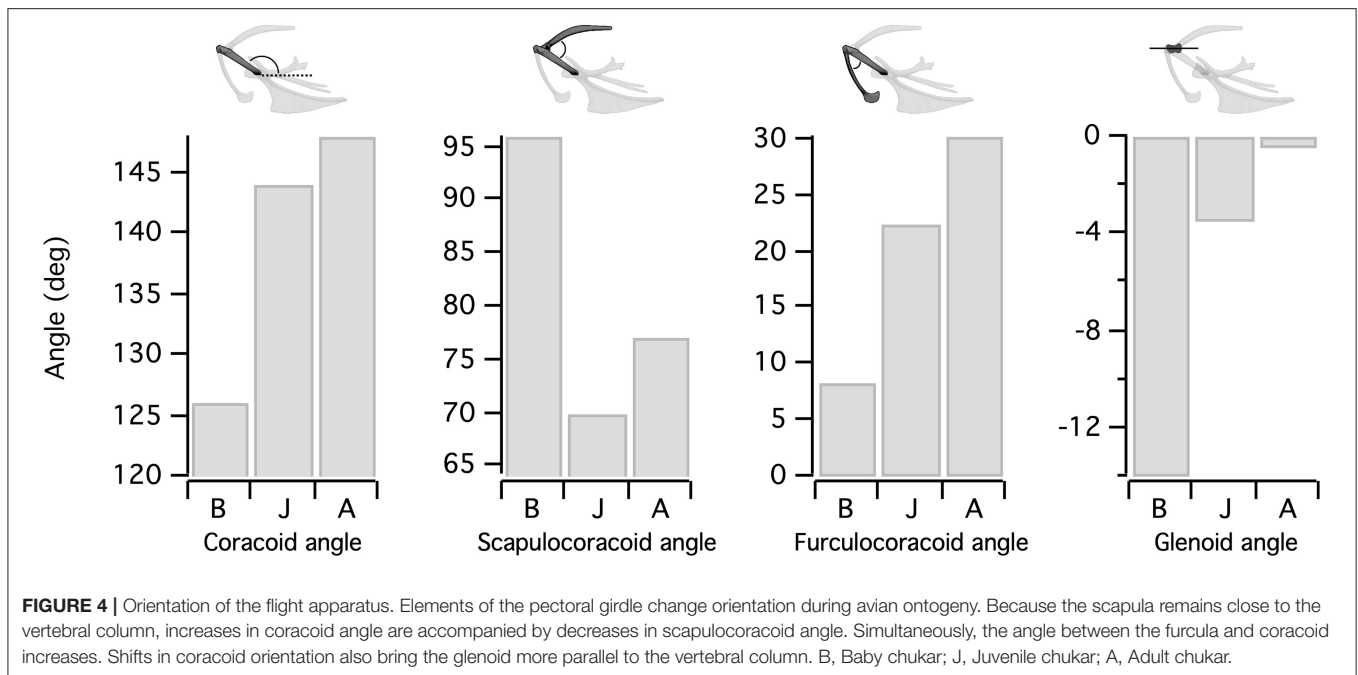 Angle (deg)
145
140
135
130
125
120
B J A
Coracoid angle
95
90
85
80
75
70
65
B J A
Scapulocoracoid angle
30
25
20
15
10
5
0
B J A
Furculocoracoid angle
0
-4
-8
-12
B J A
Glenoid angle
FIGURE 4 | Orientation of the flight apparatus. Elements of the pectoral girdle change orientation during avian ontogeny. Because the scapula remains close to the
vertebral column, increases in coracoid angle are accompanied by decreases in scapulocoracoid angle. Simultaneously, the angle between the furcula and coracoid
increases. Shifts in coracoid orientation also bring the glenoid more parallel to the vertebral column. B, Baby chukar; J, Juvenile chukar; A, Adult chukar.